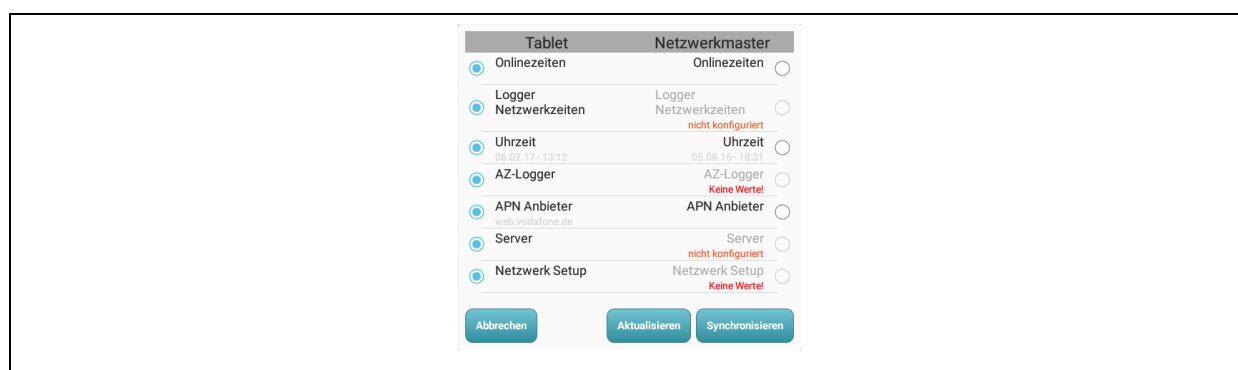 Tablet Netzwerkmaster
Onlinezeiten Onlinezeiten
Logger Logger
Netzwerkzeiten Netzwerkzeiten
nicht konfiguriert
Uhrzeit Uhrzeit
06.02.17 - 13:12 05.08.16 - 18:31
AZ-Logger AZ-Logger
Keine Werte!
APN Anbieter APN Anbieter
web.vodafone.de
Server Server
nicht konfiguriert
Netzwerk Setup Netzwerk Setup
Keine Werte!
Abbrechen Aktualisieren Synchronisieren